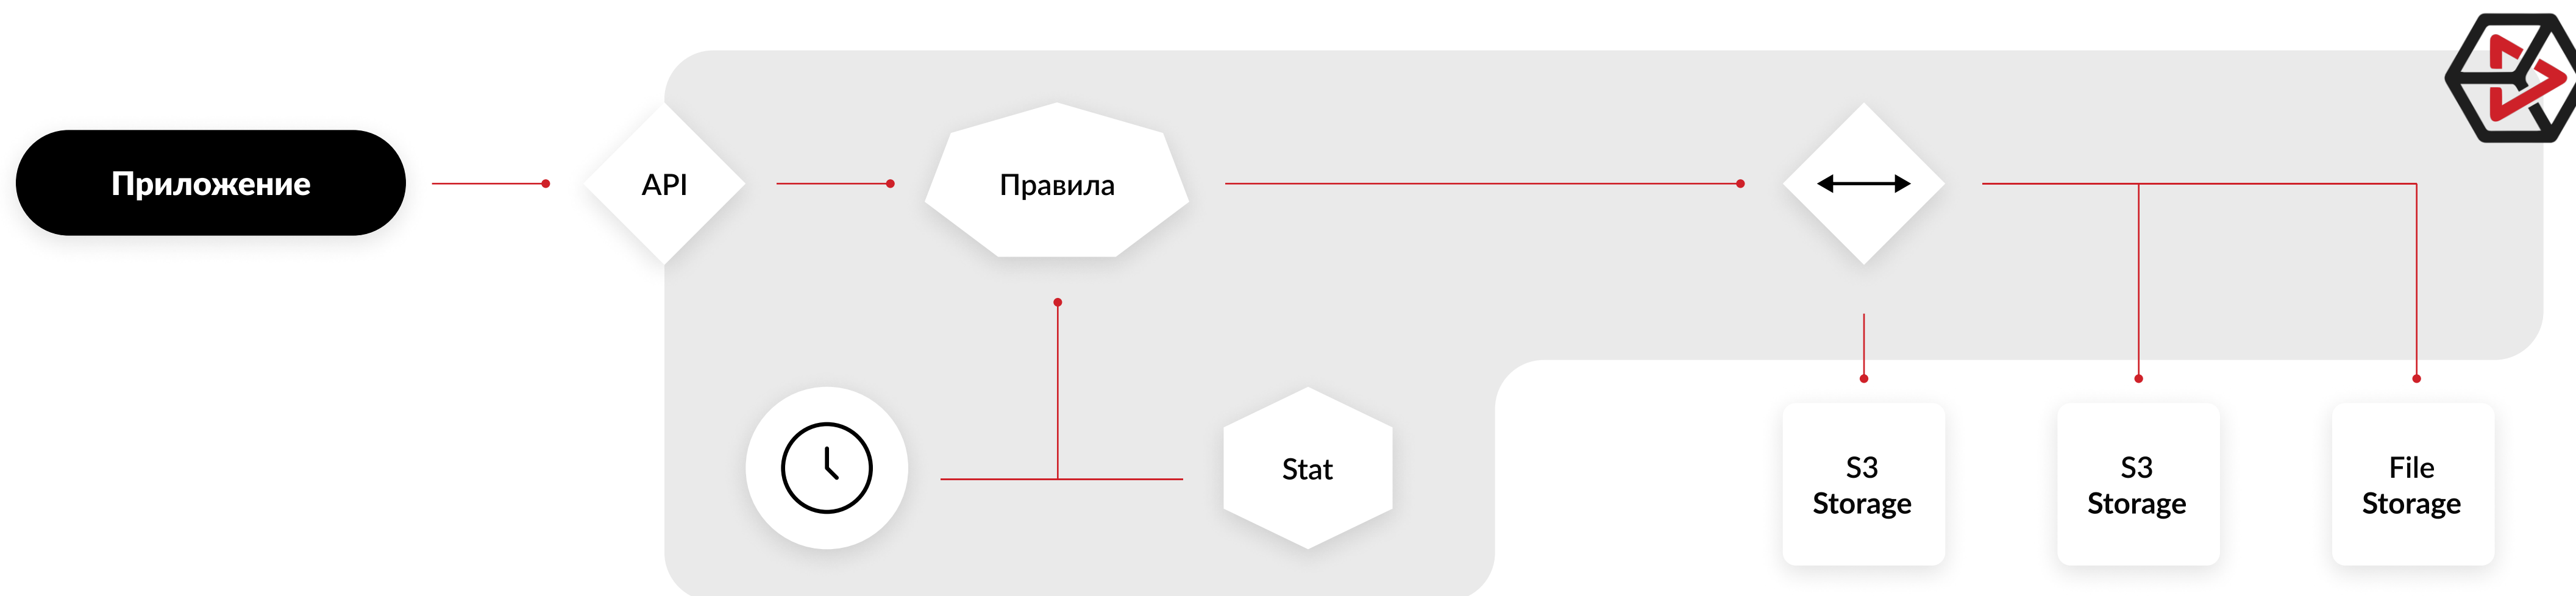 Приложение
API
Правила
Stat
S3
Storage
S3
Storage
File
Storage